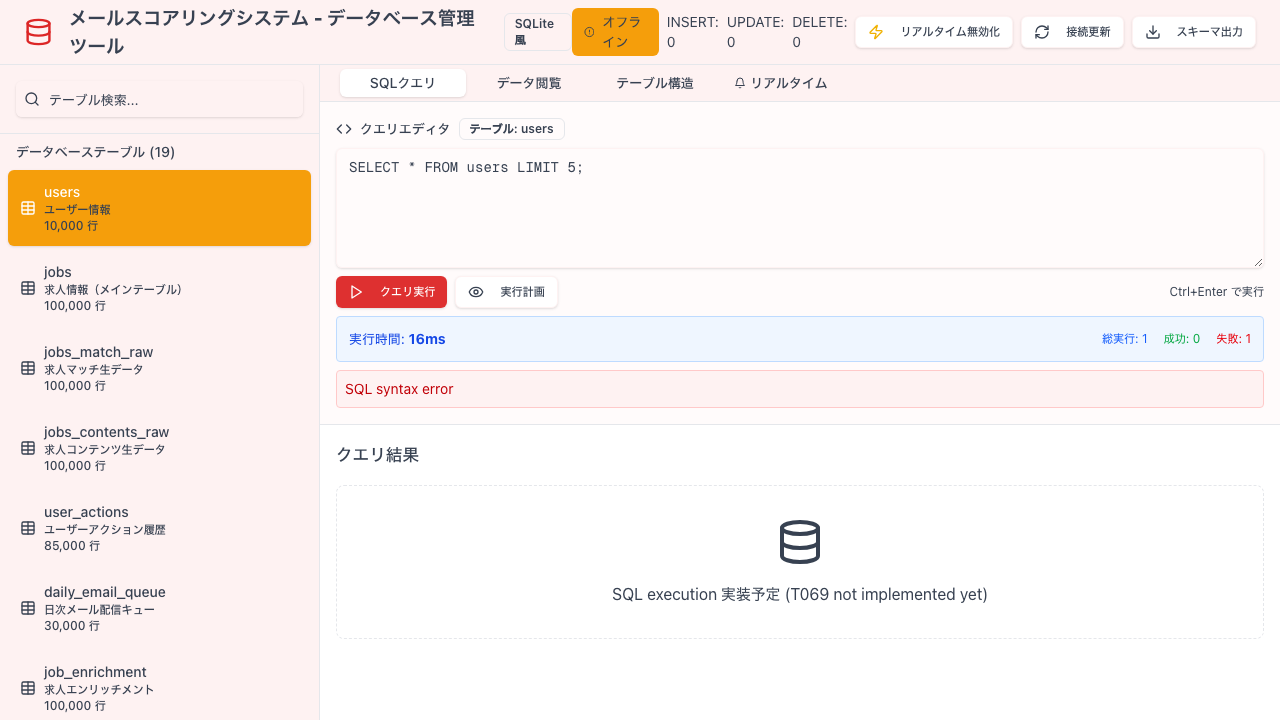 メールスコアリングシステム - データベース管理
ツール
SQLite
風
オフラ
イン
INSERT:
0
UPDATE:
0
DELETE:
0
リアルタイム無効化
接続更新
スキーマ出力
テーブル検索...
データベーステーブル (19)
users
ユーザー情報
10,000 行
jobs
求人情報（メインテーブル）
100,000 行
jobs_match_raw
求人マッチ生データ
100,000 行
jobs_contents_raw
求人コンテンツ生データ
100,000 行
user_actions
ユーザーアクション履歴
85,000 行
daily_email_queue
日次メール配信キュー
30,000 行
job_enrichment
求人エンリッチメント
100,000 行
SQLクエリ
データ閲覧
テーブル構造
リアルタイム
クエリエディタ
テーブル: users
SELECT * FROM users LIMIT 5;
クエリ実行
実行計画
Ctrl+Enter で実行
実行時間: 16ms
総実行: 1
成功: 0
失敗: 1
SQL syntax error
クエリ結果
SQL execution 実装予定 (T069 not implemented yet)